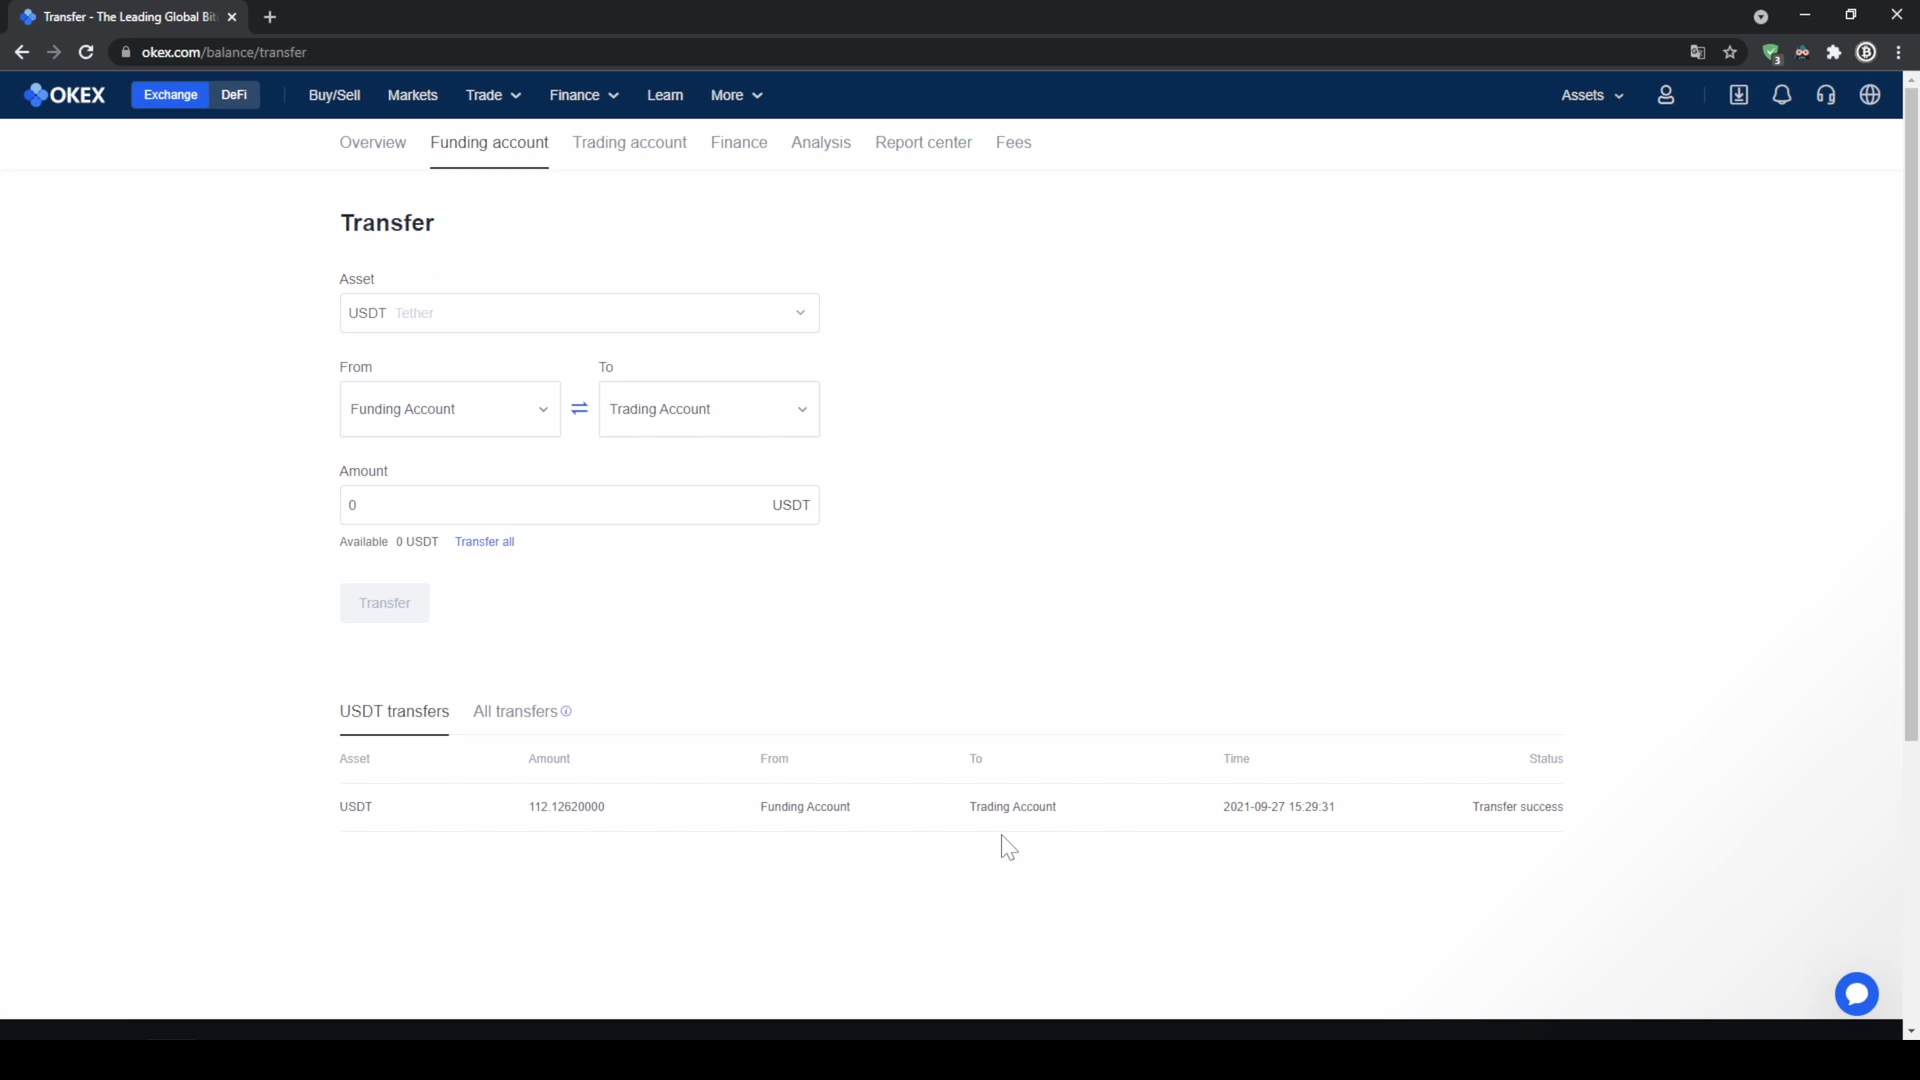 Transfer - The Leading Global Bit
okex.com/balance/transfer
3
OKEX Exchange DeFi Buy/Sell Markets Trade Finance Learn More Assets
Overview Funding account Trading account Finance Analysis Report center Fees
Transfer
Asset
USDT Tether
From To
Funding Account Trading Account
Amount
0 USDT
Available 0 USDT Transfer all
Transfer
USDT transfers All transfers
Asset Amount From To Time Status
USDT 112.12620000 Funding Account Trading Account 2021-09-27 15:29:31 Transfer success